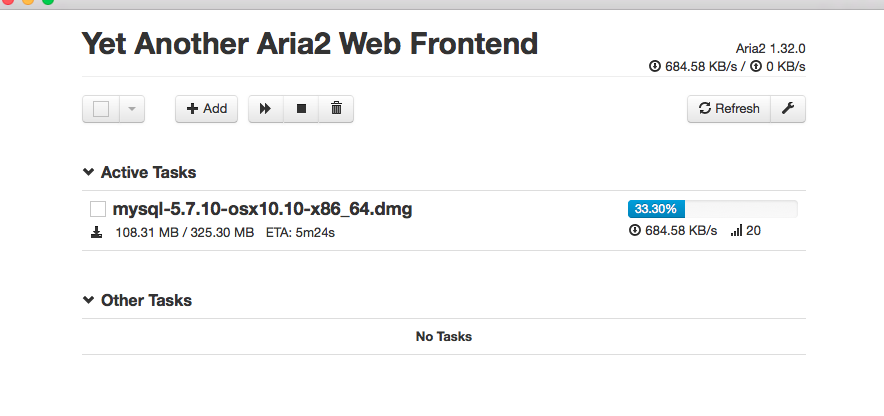 Yet Another Aria2 Web Frontend
Aria2 1.32.0
684.58 KB/s / 0 KB/s
Add
Refresh
Active Tasks
mysql-5.7.10-osx10.10-x86_64.dmg
33.30%
108.31 MB / 325.30 MB ETA: 5m24s
684.58 KB/s 20
Other Tasks
No Tasks